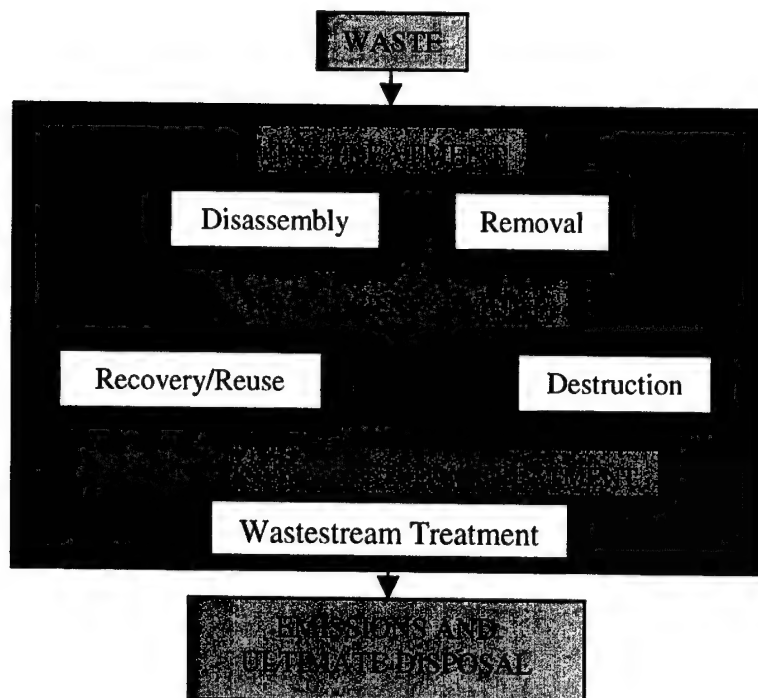 WASTE
Disassembly
Removal
Recovery/Reuse
Destruction
Wastestream Treatment
EMISSIONS AND
ULTIMATE DISPOSAL